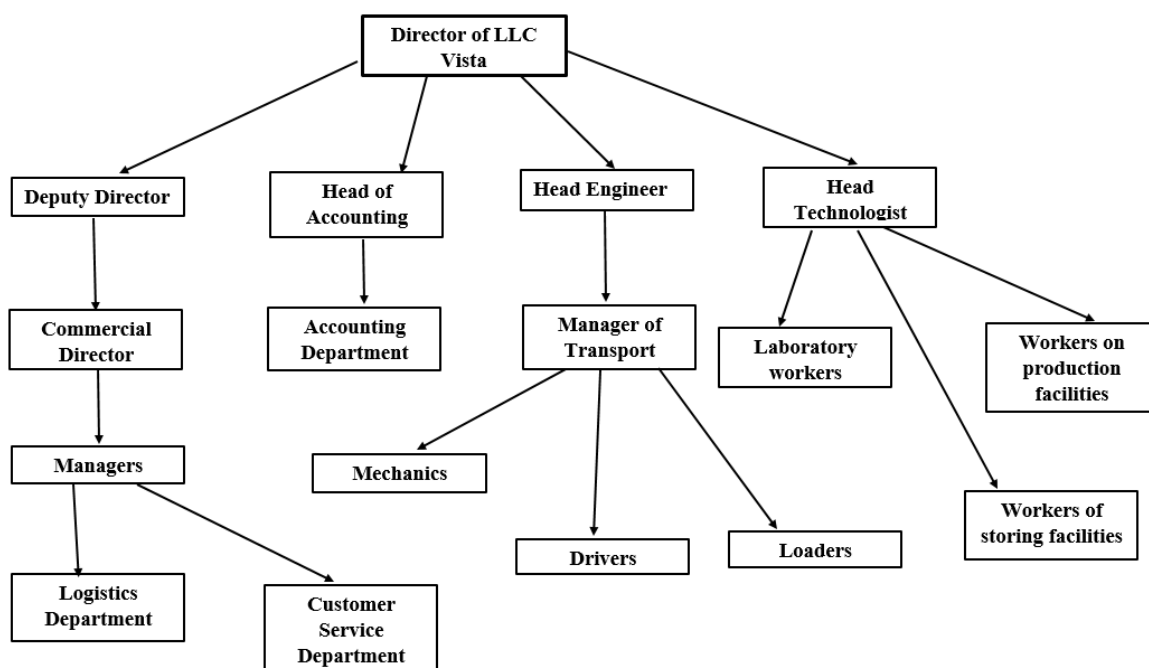 Director of LLC
Vista
Deputy Director
Head of
Accounting
Head Engineer
Head
Technologist
Commercial
Director
Accounting
Department
Manager of
Transport
Laboratory
workers
Workers on
production
facilities
Managers
Mechanics
Drivers
Loaders
Workers of
storing facilities
Logistics
Department
Customer
Service
Department